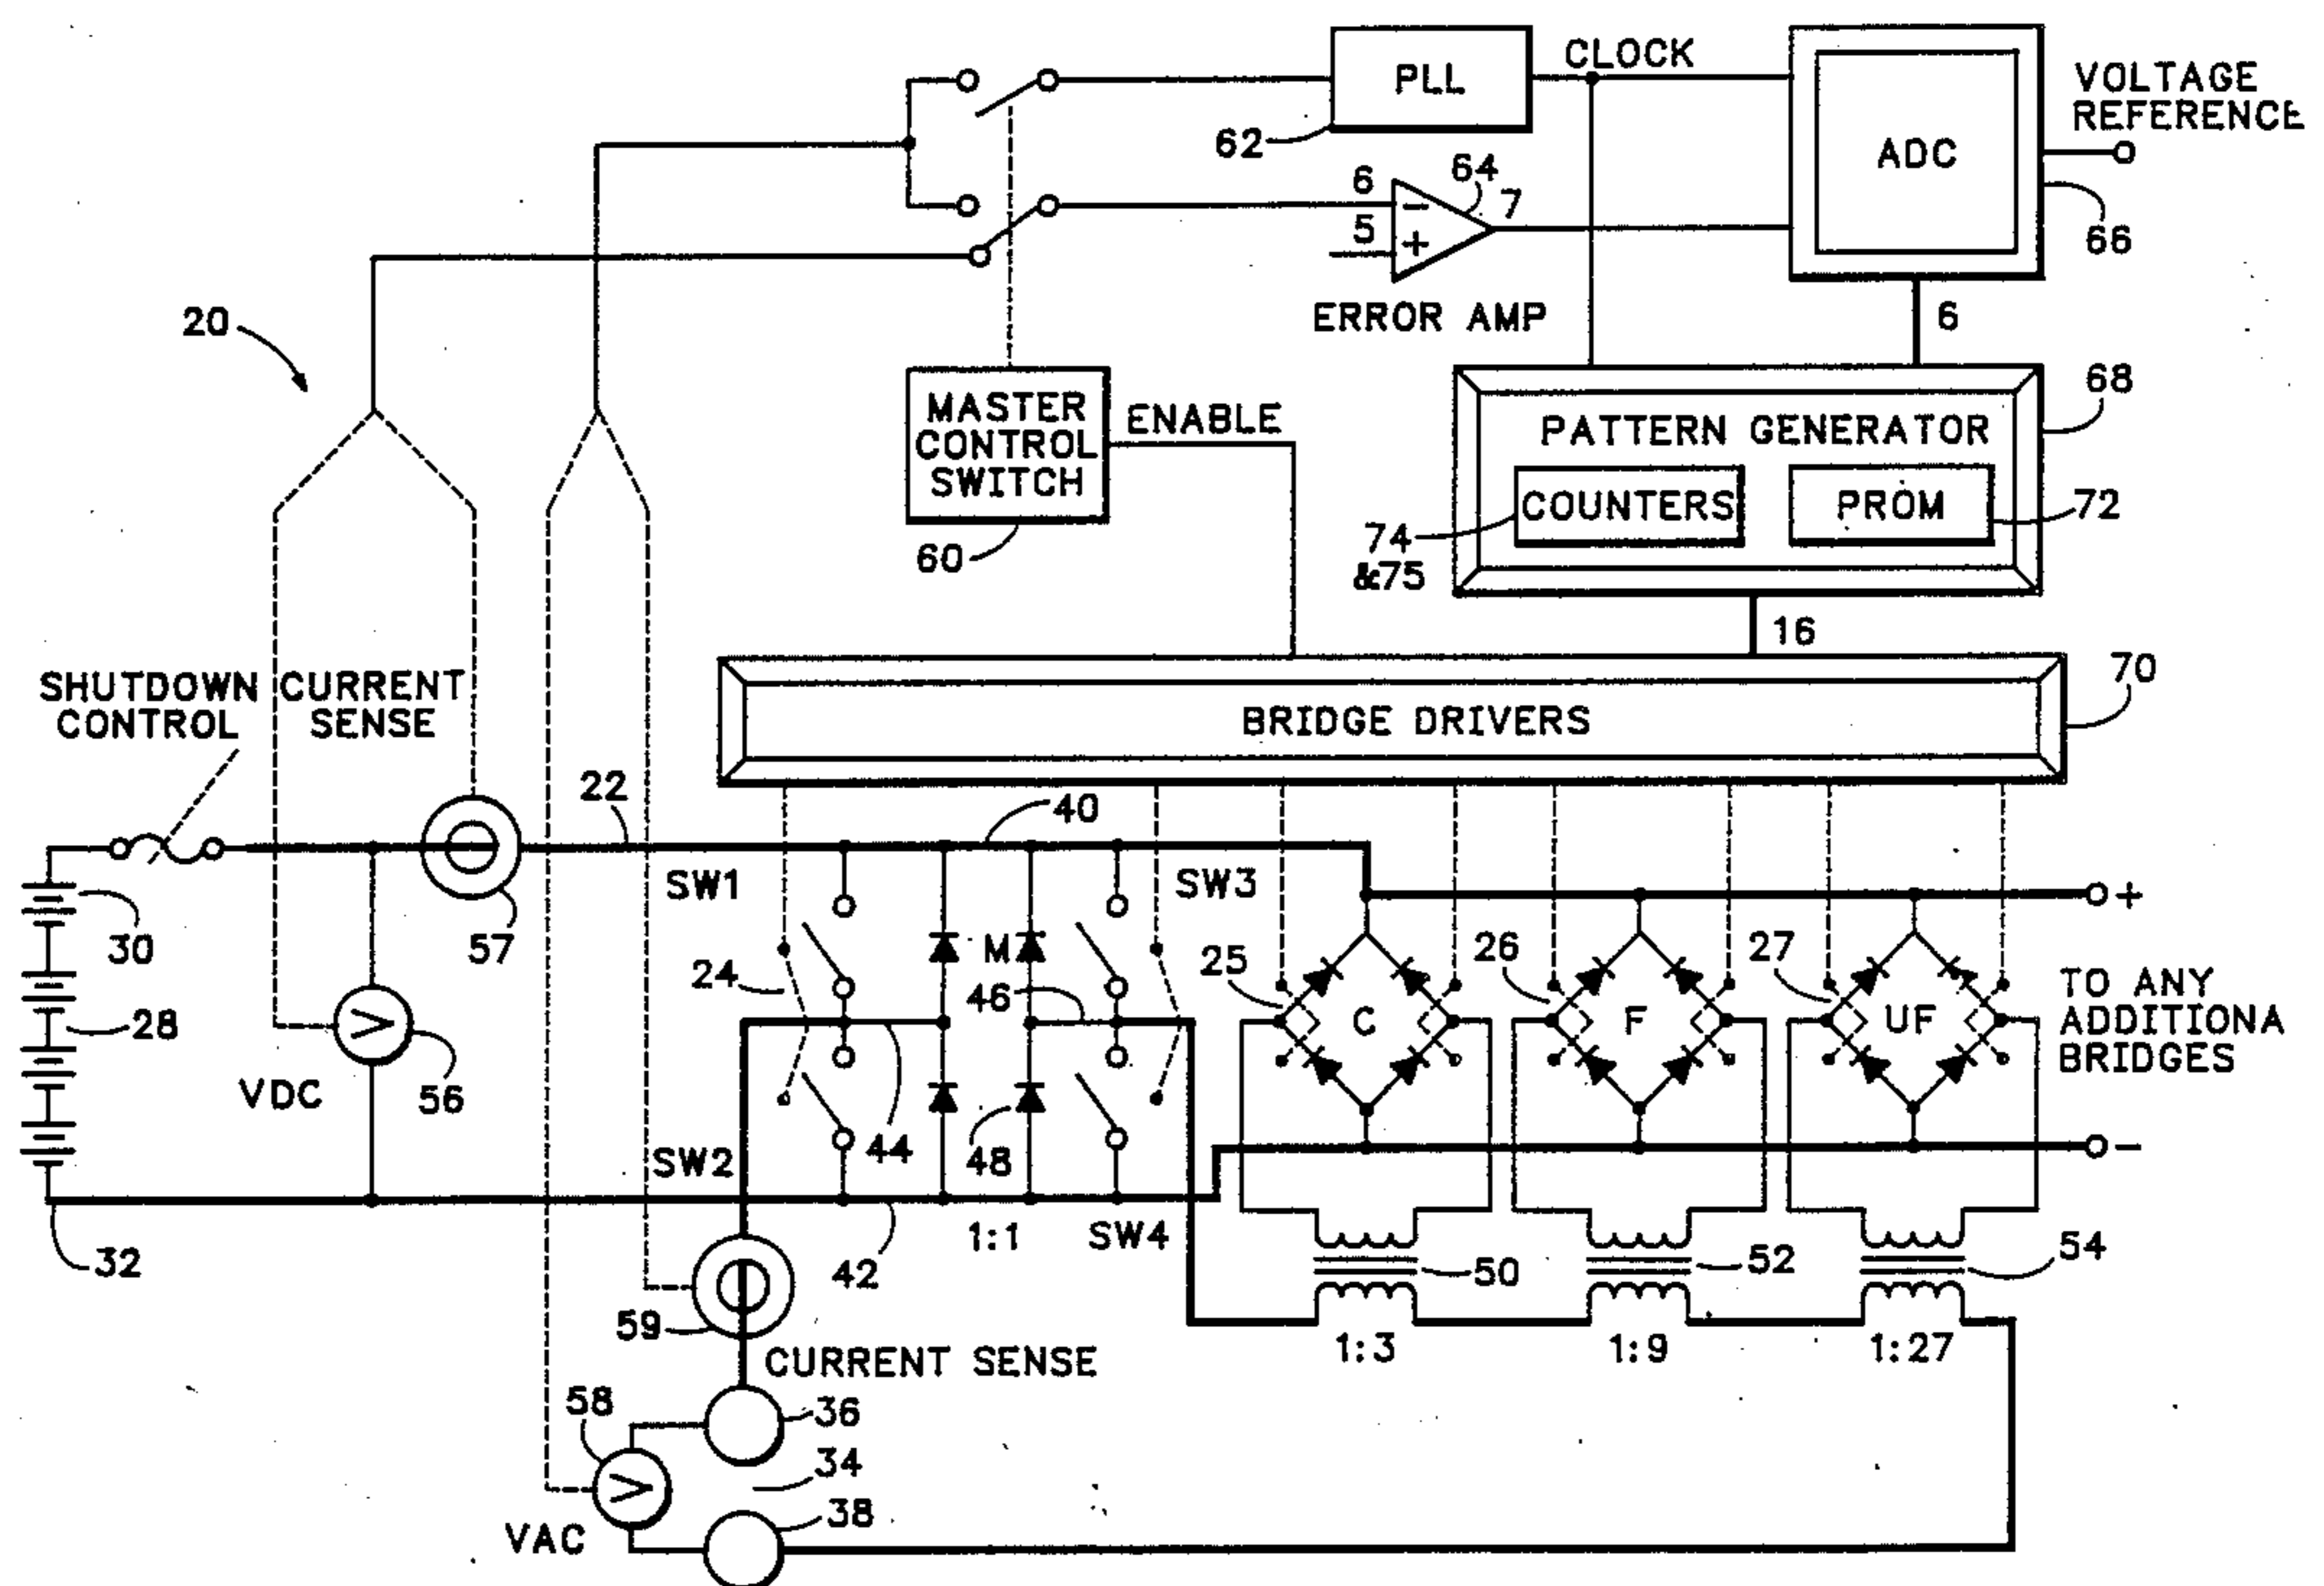 PLL
CLOCK
ADC
VOLTAGE
REFERENCE
62
64
6
7
5
-
+
66
ERROR AMP
6
20
MASTER
CONTROL
SWITCH
ENABLE
60
68
PATTERN GENERATOR
COUNTERS
PROM
72
74
&75
16
70
BRIDGE DRIVERS
SHUTDOWN
CONTROL
CURRENT
SENSE
22
40
SW1
SW3
+
30
57
24
M
46
25
26
27
C
F
UF
TO ANY
ADDITIONA
BRIDGES
28
V
VDC
56
SW2
44
48
-
32
42
1:1
SW4
50
52
54
59
CURRENT SENSE
1:3
1:9
1:27
58
36
34
V
38
VAC